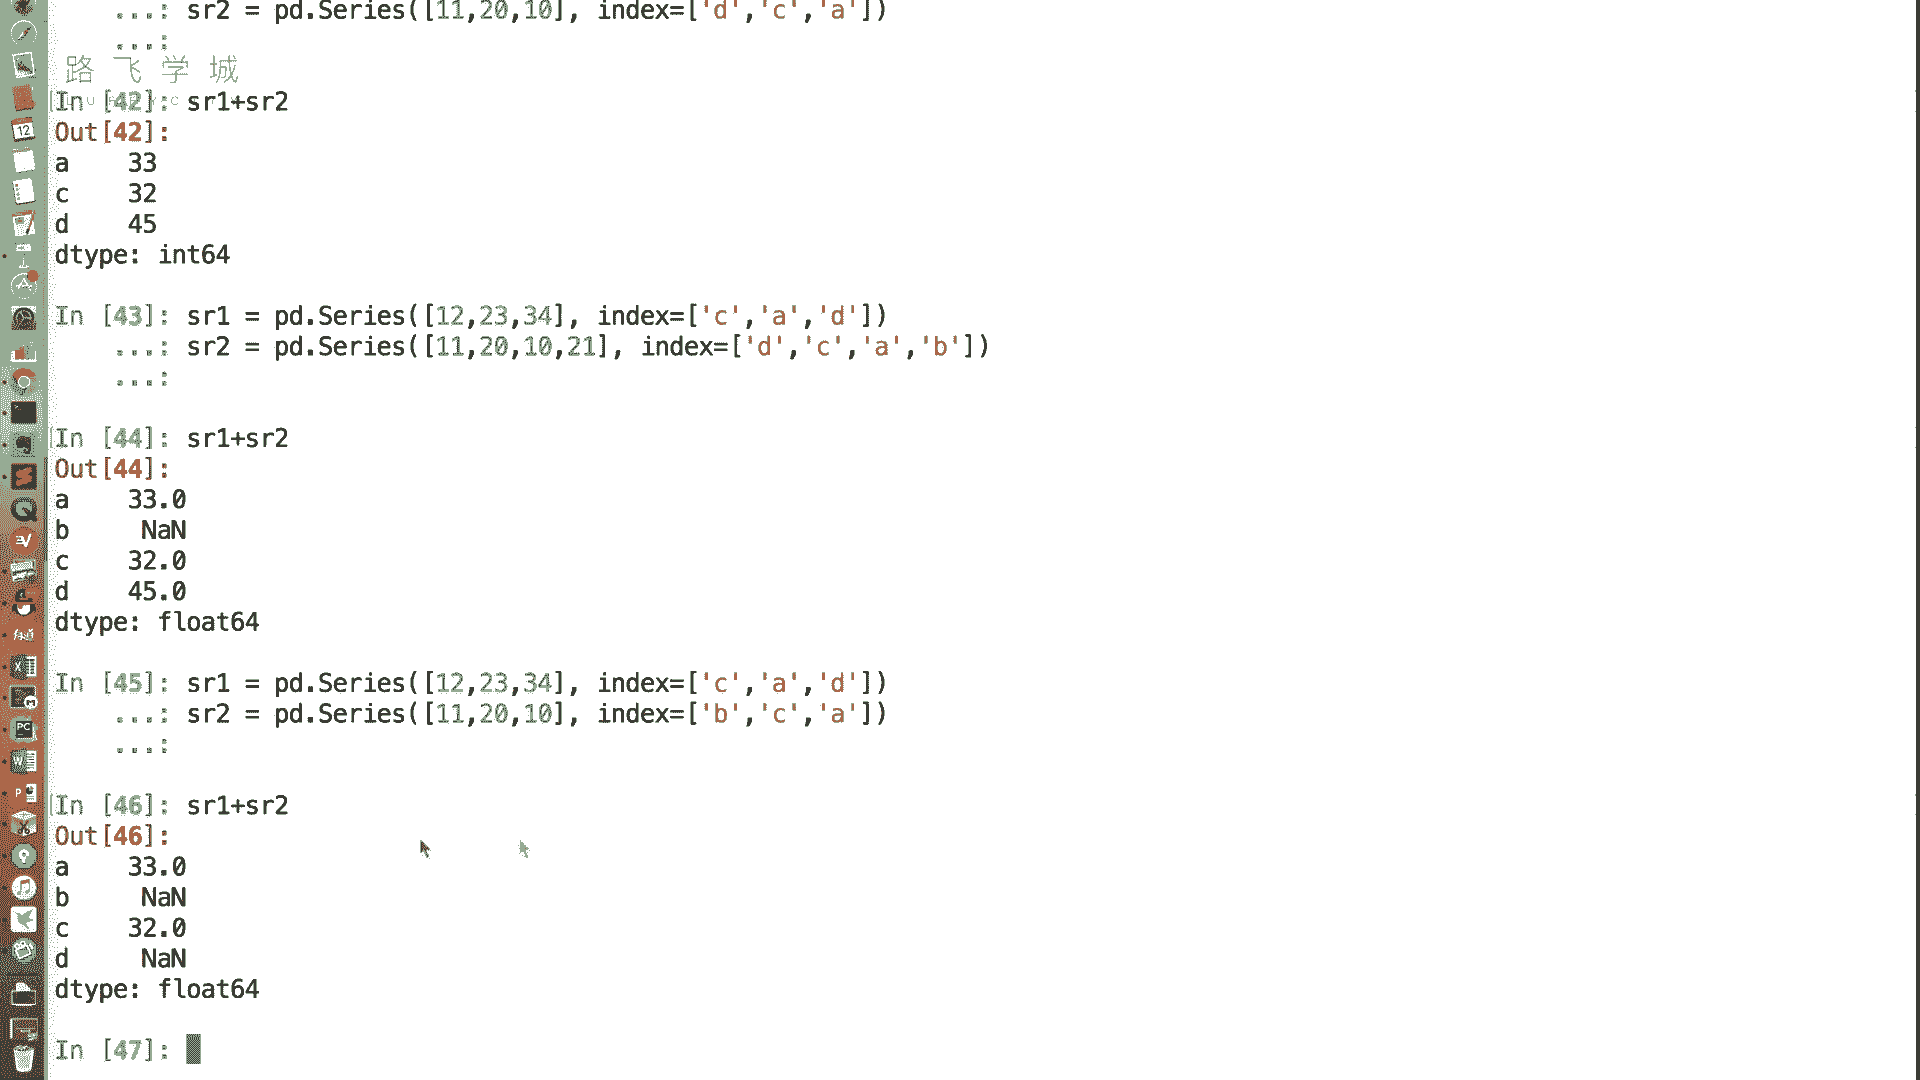 ...: sr2 = pd.Series([11,20,10], index=['d','c','a'])
...:
路飞学城
In [42]: sr1+sr2
Out[42]:
a    33
c    32
d    45
dtype: int64
In [43]: sr1 = pd.Series([12,23,34], index=['c','a','d'])
...: sr2 = pd.Series([11,20,10,21], index=['d','c','a','b'])
...:
In [44]: sr1+sr2
Out[44]:
a    33.0
b     NaN
c    32.0
d    45.0
dtype: float64
In [45]: sr1 = pd.Series([12,23,34], index=['c','a','d'])
...: sr2 = pd.Series([11,20,10], index=['b','c','a'])
...:
In [46]: sr1+sr2
Out[46]:
a    33.0
b     NaN
c    32.0
d     NaN
dtype: float64
In [47]: